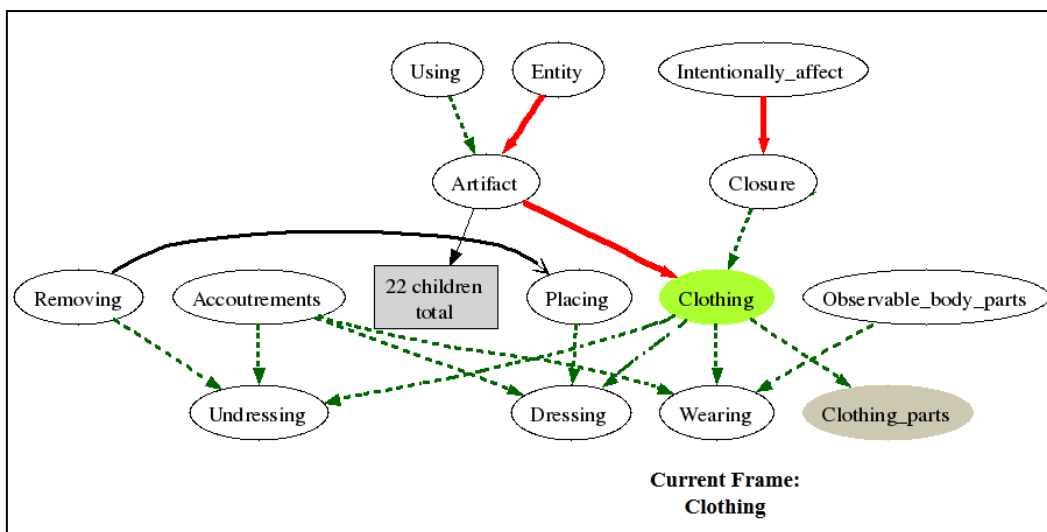 Using
Entity
Intentionally_affect
Artifact
Closure
Removing
Accoutrements
22 children
total
Placing
Clothing
Observable_body_parts
Undressing
Dressing
Wearing
Clothing_parts
Current Frame:
Clothing